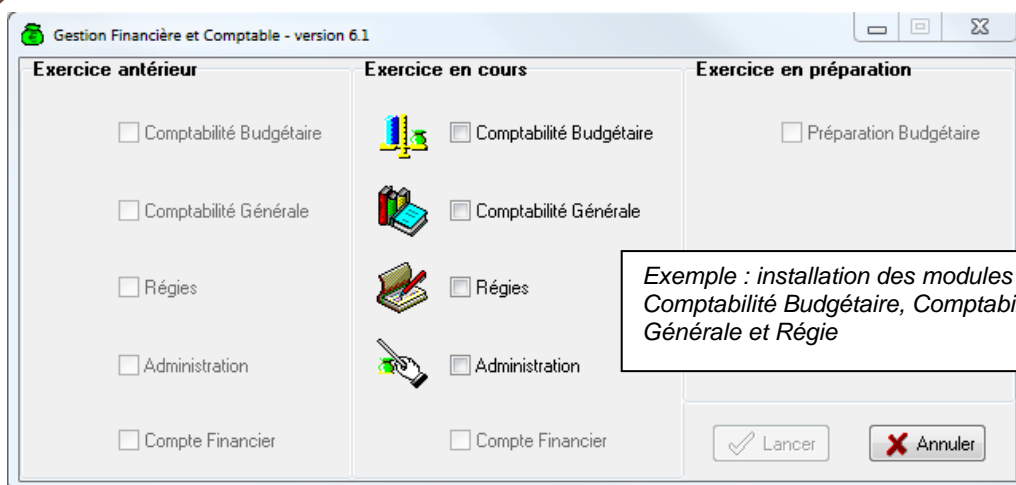 Gestion Financière et Comptable - version 6.1
Exercice antérieur
Comptabilité Budgétaire
Comptabilité Générale
Régies
Administration
Compte Financier
Exercice en cours
Comptabilité Budgétaire
Comptabilité Générale
Régies
Administration
Compte Financier
Exercice en préparation
Préparation Budgétaire
Exemple : installation des modules
Comptabilité Budgétaire,
Générale et Régie
Lancer
Annuler